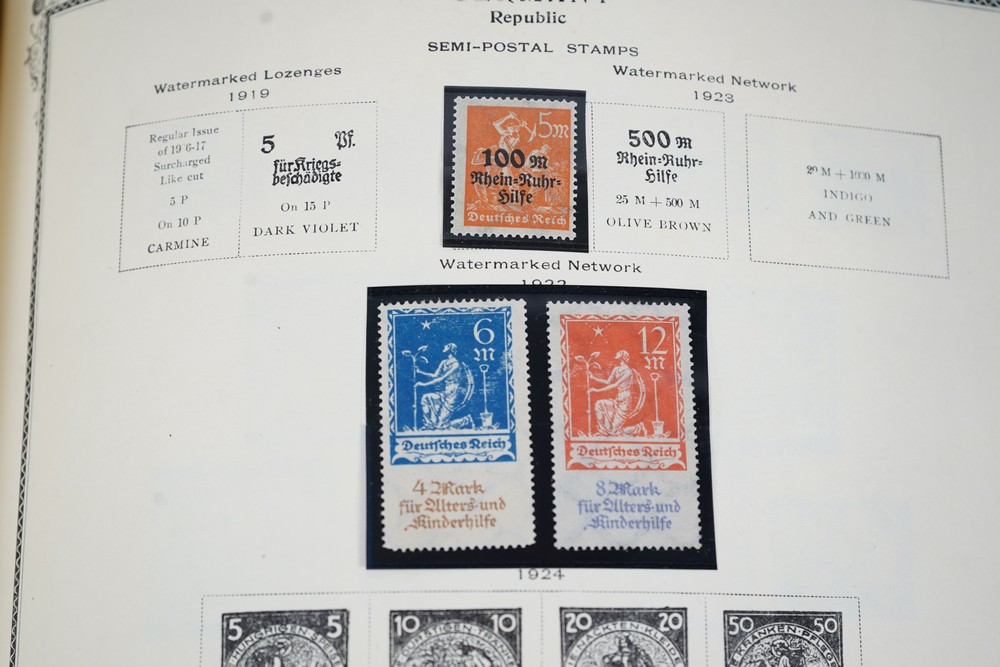 Republic
SEMI-POSTAL STAMPS
Watermarked Lozenges
1919
Watermarked Network
1923
Regular Issue
of 1906-17
Surcharged
Like cut
5 P
On 10 P
CARMINE
5 Pf.
für Kriegs-
beschädigte
On 15 P
DARK VIOLET
5 m
100 m
Rhein=Ruhr=
Hilfe
Deutsches Reich
500 m
Rhein=Ruhr=
Hilfe
25 M + 500 M
OLIVE BROWN
20 M + 1000 M
INDIGO
AND GREEN
Watermarked Network
6
M
Deutsches Reich
4 Mark
für Alters-und
Kinderhilfe
12
M
Deutsches Reich
8 Mark
für Alters-und
Kinderhilfe
1924
5 5
10 10
20 20
50 50
KRANKEN PFLEGE